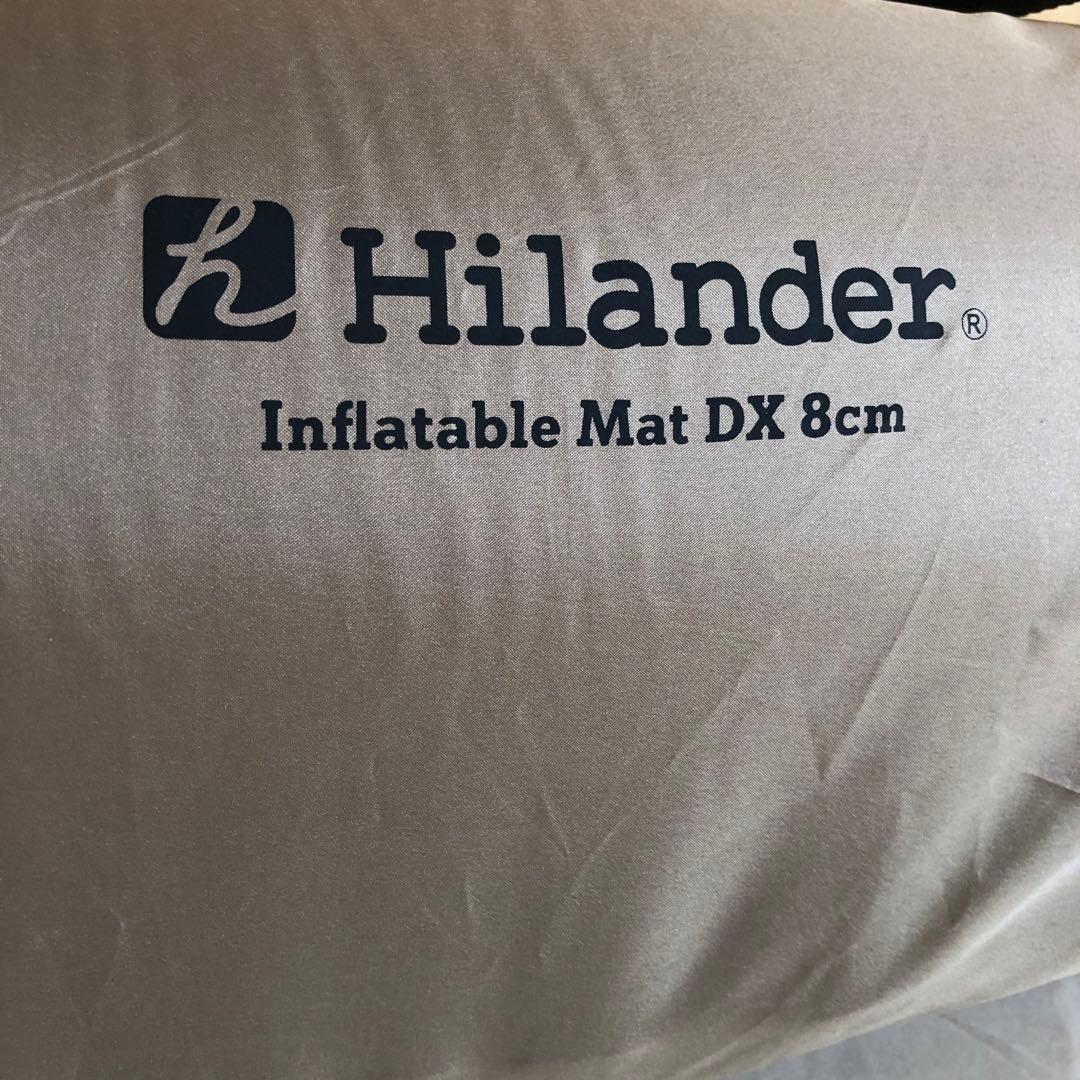 h Hilander®
Inflatable Mat DX 8cm